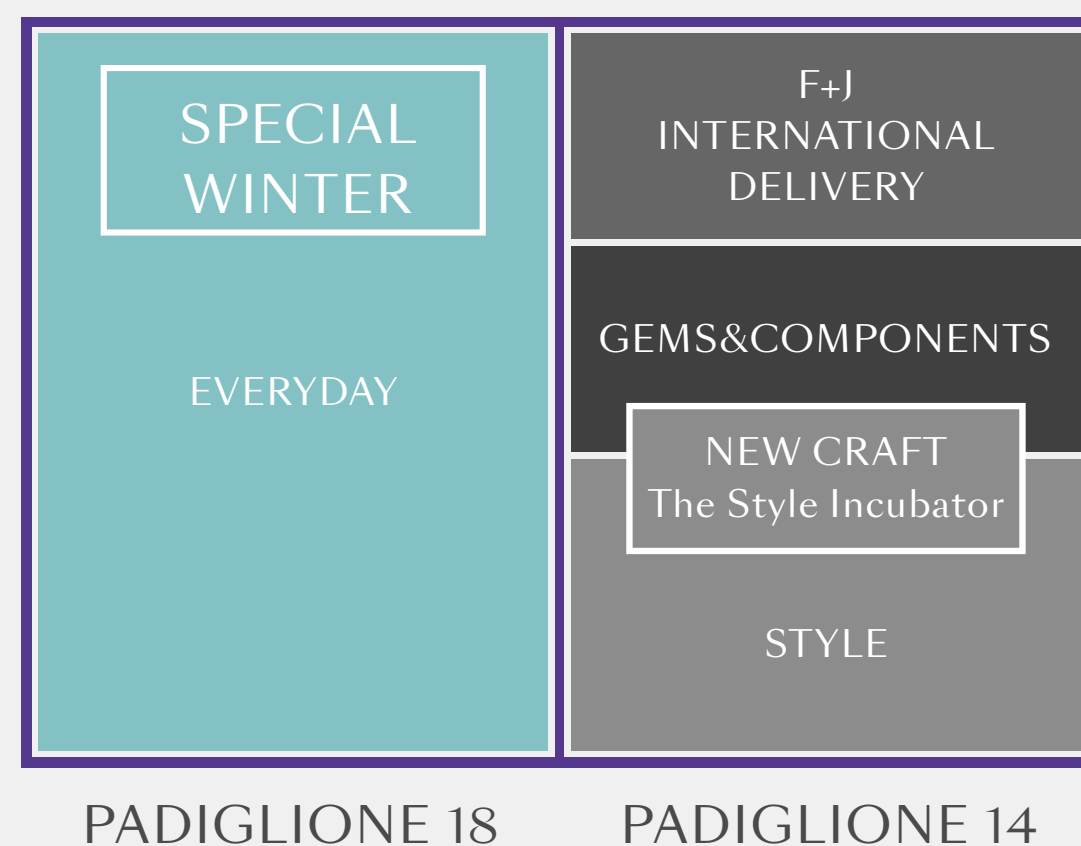 SPECIAL
WINTER
EVERYDAY
F+J
INTERNATIONAL
DELIVERY
GEMS&COMPONENTS
NEW CRAFT
The Style Incubator
STYLE
PADIGLIONE 18
PADIGLIONE 14